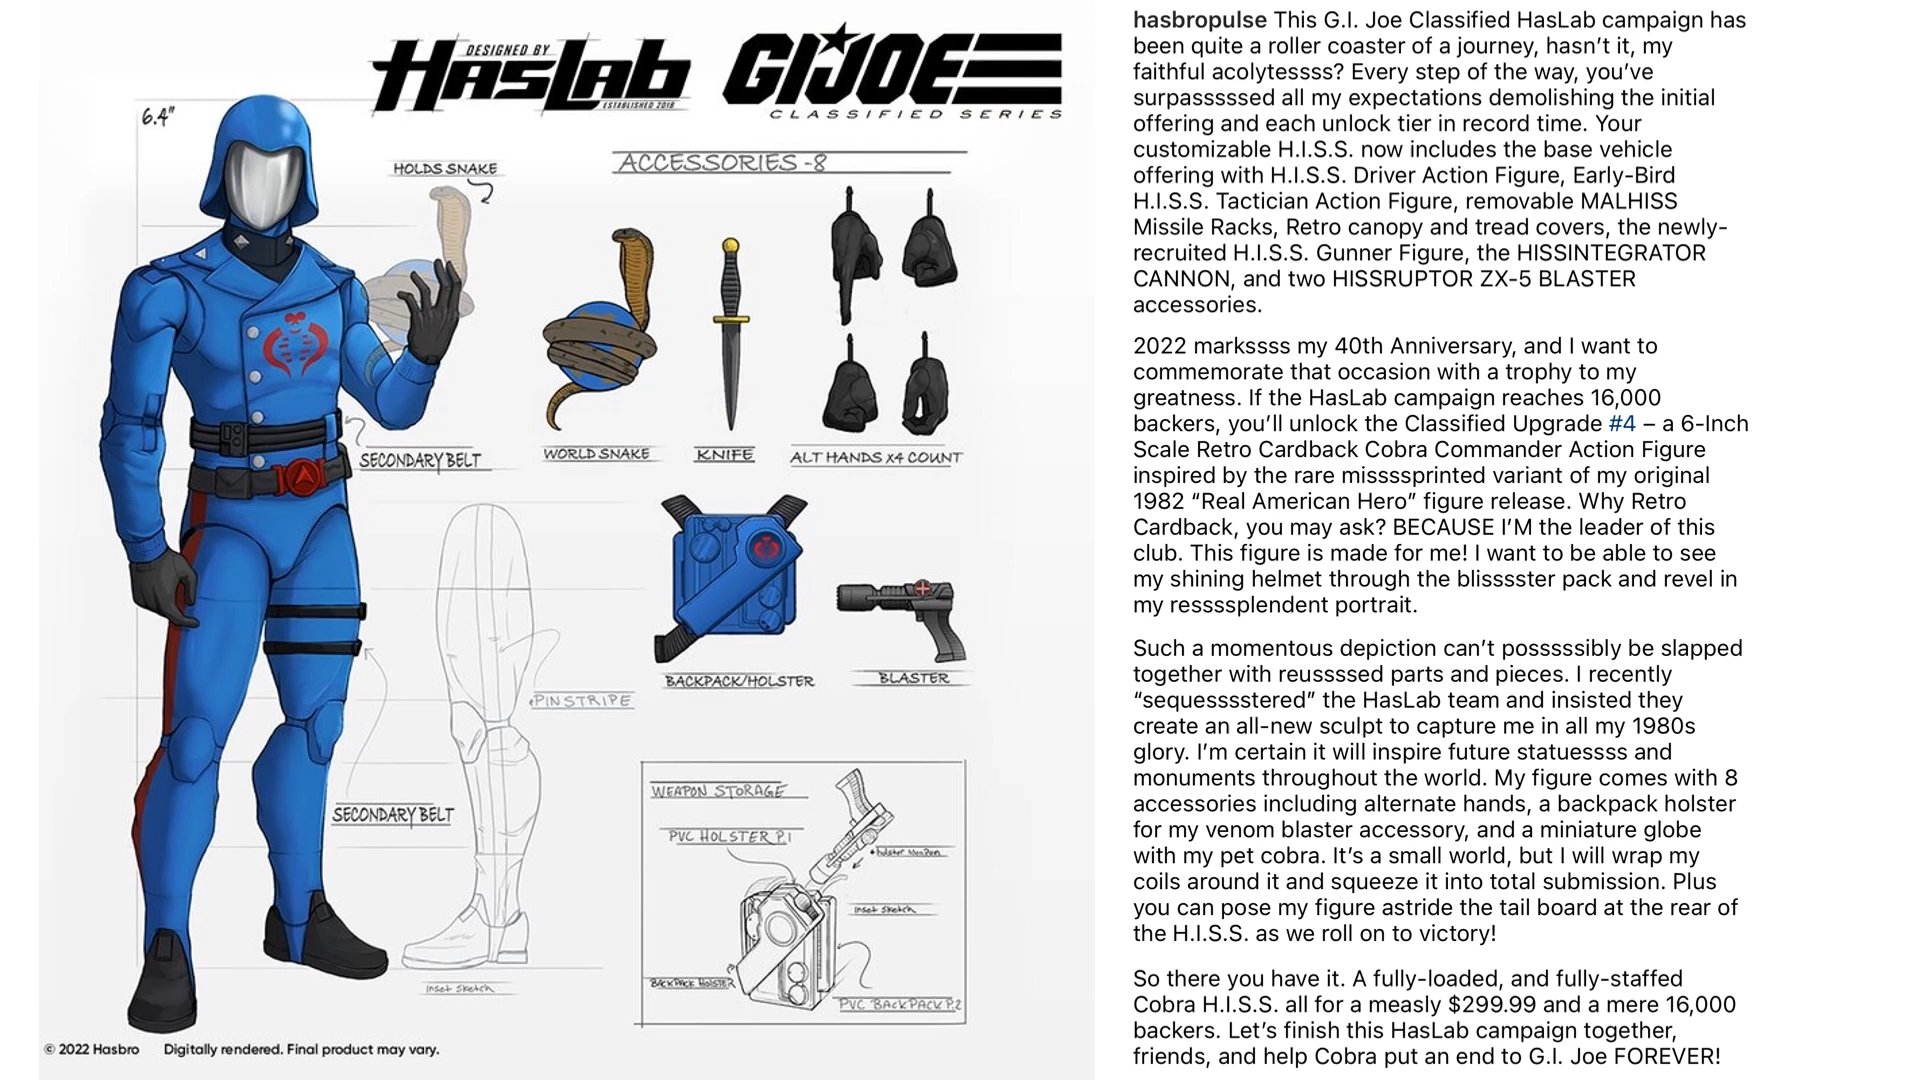 DESIGNED BY
HASLAB
ESTABLISHED 2018
GI JOE
CLASSIFIED SERIES
6.4"
HOLDS SNAKE
ACCESSORIES -8
SECONDARY BELT
WORLD SNAKE
KNIFE
ALT HANDS x4 COUNT
BACKPACK/HOLSTER
BLASTER
PINSTRIPE
SECONDARY BELT
inset sketch
WEAPON STORAGE
PVC HOLSTER P.1
inset sketch
BACKPACK HOLSTER
PVC BACKPACK P.2
© 2022 Hasbro Digitally rendered. Final product may vary.
hasbropulse This G.I. Joe Classified HasLab campaign has
been quite a roller coaster of a journey, hasn’t it, my
faithful acolytessss? Every step of the way, you’ve
surpasssssed all my expectations demolishing the initial
offering and each unlock tier in record time. Your
customizable H.I.S.S. now includes the base vehicle
offering with H.I.S.S. Driver Action Figure, Early-Bird
H.I.S.S. Tactician Action Figure, removable MALHISS
Missile Racks, Retro canopy and tread covers, the newly-
recruited H.I.S.S. Gunner Figure, the HISSINTEGRATOR
CANNON, and two HISSRUPTOR ZX-5 BLASTER
accessories.
2022 markssss my 40th Anniversary, and I want to
commemorate that occasion with a trophy to my
greatness. If the HasLab campaign reaches 16,000
backers, you’ll unlock the Classified Upgrade #4 – a 6-Inch
Scale Retro Cardback Cobra Commander Action Figure
inspired by the rare missssprinted variant of my original
1982 “Real American Hero” figure release. Why Retro
Cardback, you may ask? BECAUSE I’M the leader of this
club. This figure is made for me! I want to be able to see
my shining helmet through the blisssster pack and revel in
my ressssplendent portrait.
Such a momentous depiction can’t posssssibly be slapped
together with reussssed parts and pieces. I recently
“sequesssstered” the HasLab team and insisted they
create an all-new sculpt to capture me in all my 1980s
glory. I’m certain it will inspire future statuessss and
monuments throughout the world. My figure comes with 8
accessories including alternate hands, a backpack holster
for my venom blaster accessory, and a miniature globe
with my pet cobra. It’s a small world, but I will wrap my
coils around it and squeeze it into total submission. Plus
you can pose my figure astride the tail board at the rear of
the H.I.S.S. as we roll on to victory!
So there you have it. A fully-loaded, and fully-staffed
Cobra H.I.S.S. all for a measly $299.99 and a mere 16,000
backers. Let’s finish this HasLab campaign together,
friends, and help Cobra put an end to G.I. Joe FOREVER!